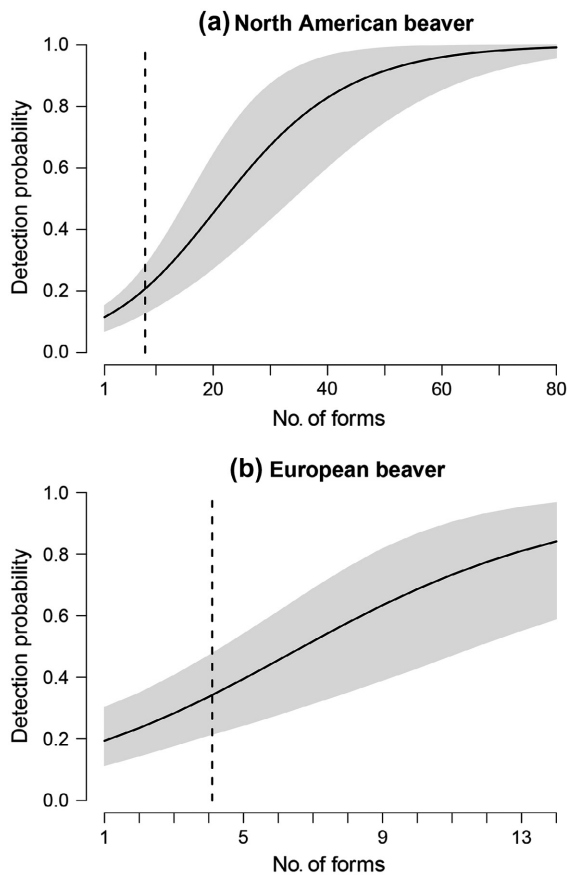 (a) North American beaver
1.0
0.8
0.6
0.4
0.2
0.0
Detection probability
1 20 40 60 80
No. of forms
(b) European beaver
1.0
0.8
0.6
0.4
0.2
0.0
Detection probability
1 5 9 13
No. of forms